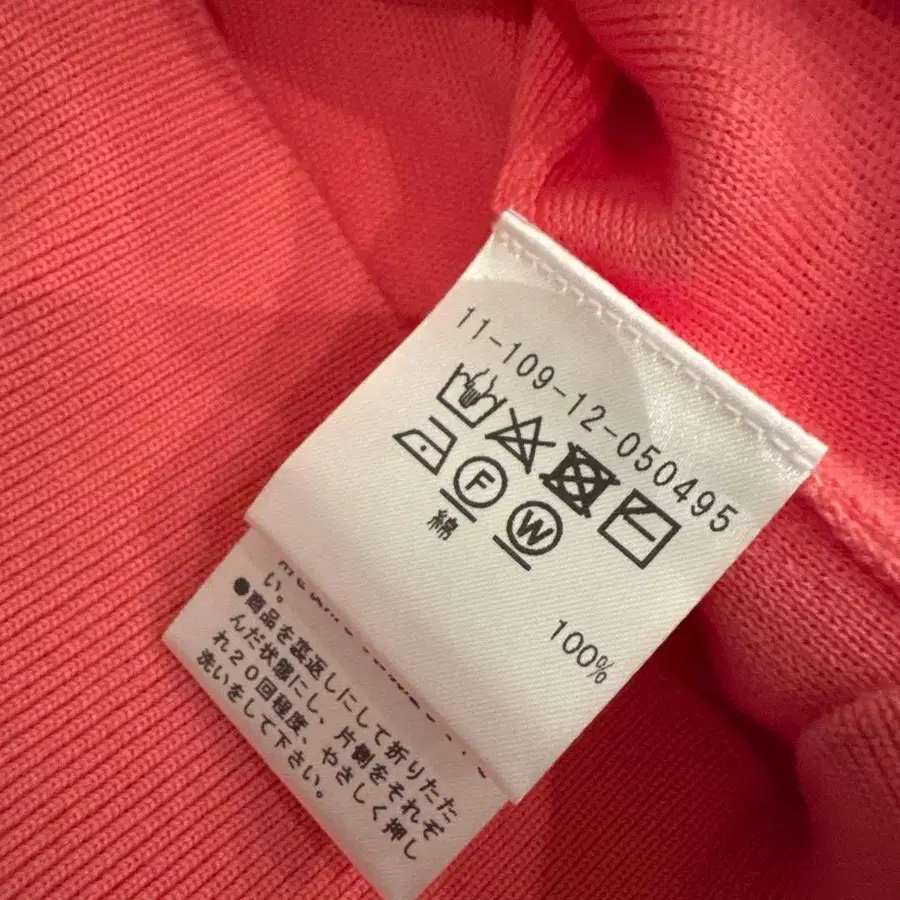 11-109-12-050495
F
W
綿
100%
い。
●商品を裏返しにして折りたた
んだ状態にし、片側をそれぞ
れ20回程度、やさしく押し
洗いをして下さい。